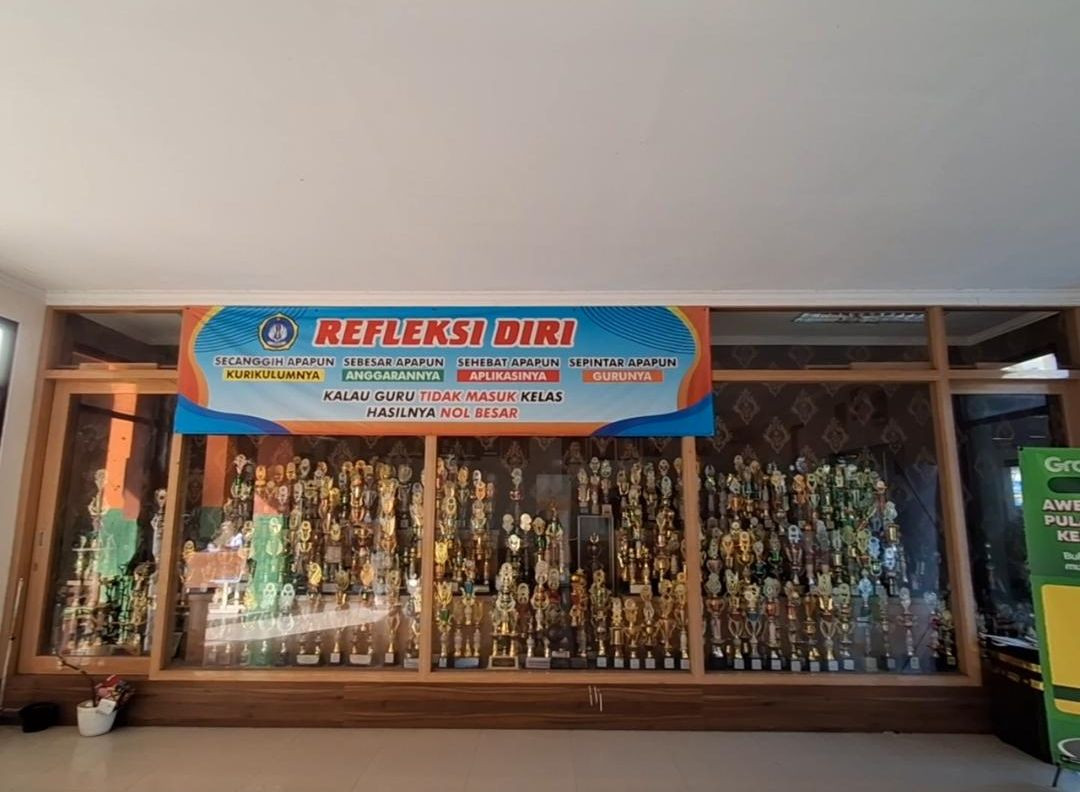 REFLEKSI DIRI
SECANGGIH APAPUN SEBESAR APAPUN SEHEBAT APAPUN SEPINTAR APAPUN
KURIKULUMNYA ANGGARANNYA APLIKASINYA GURUNYA
KALAU GURU TIDAK MASUK KELAS
HASILNYA NOL BESAR